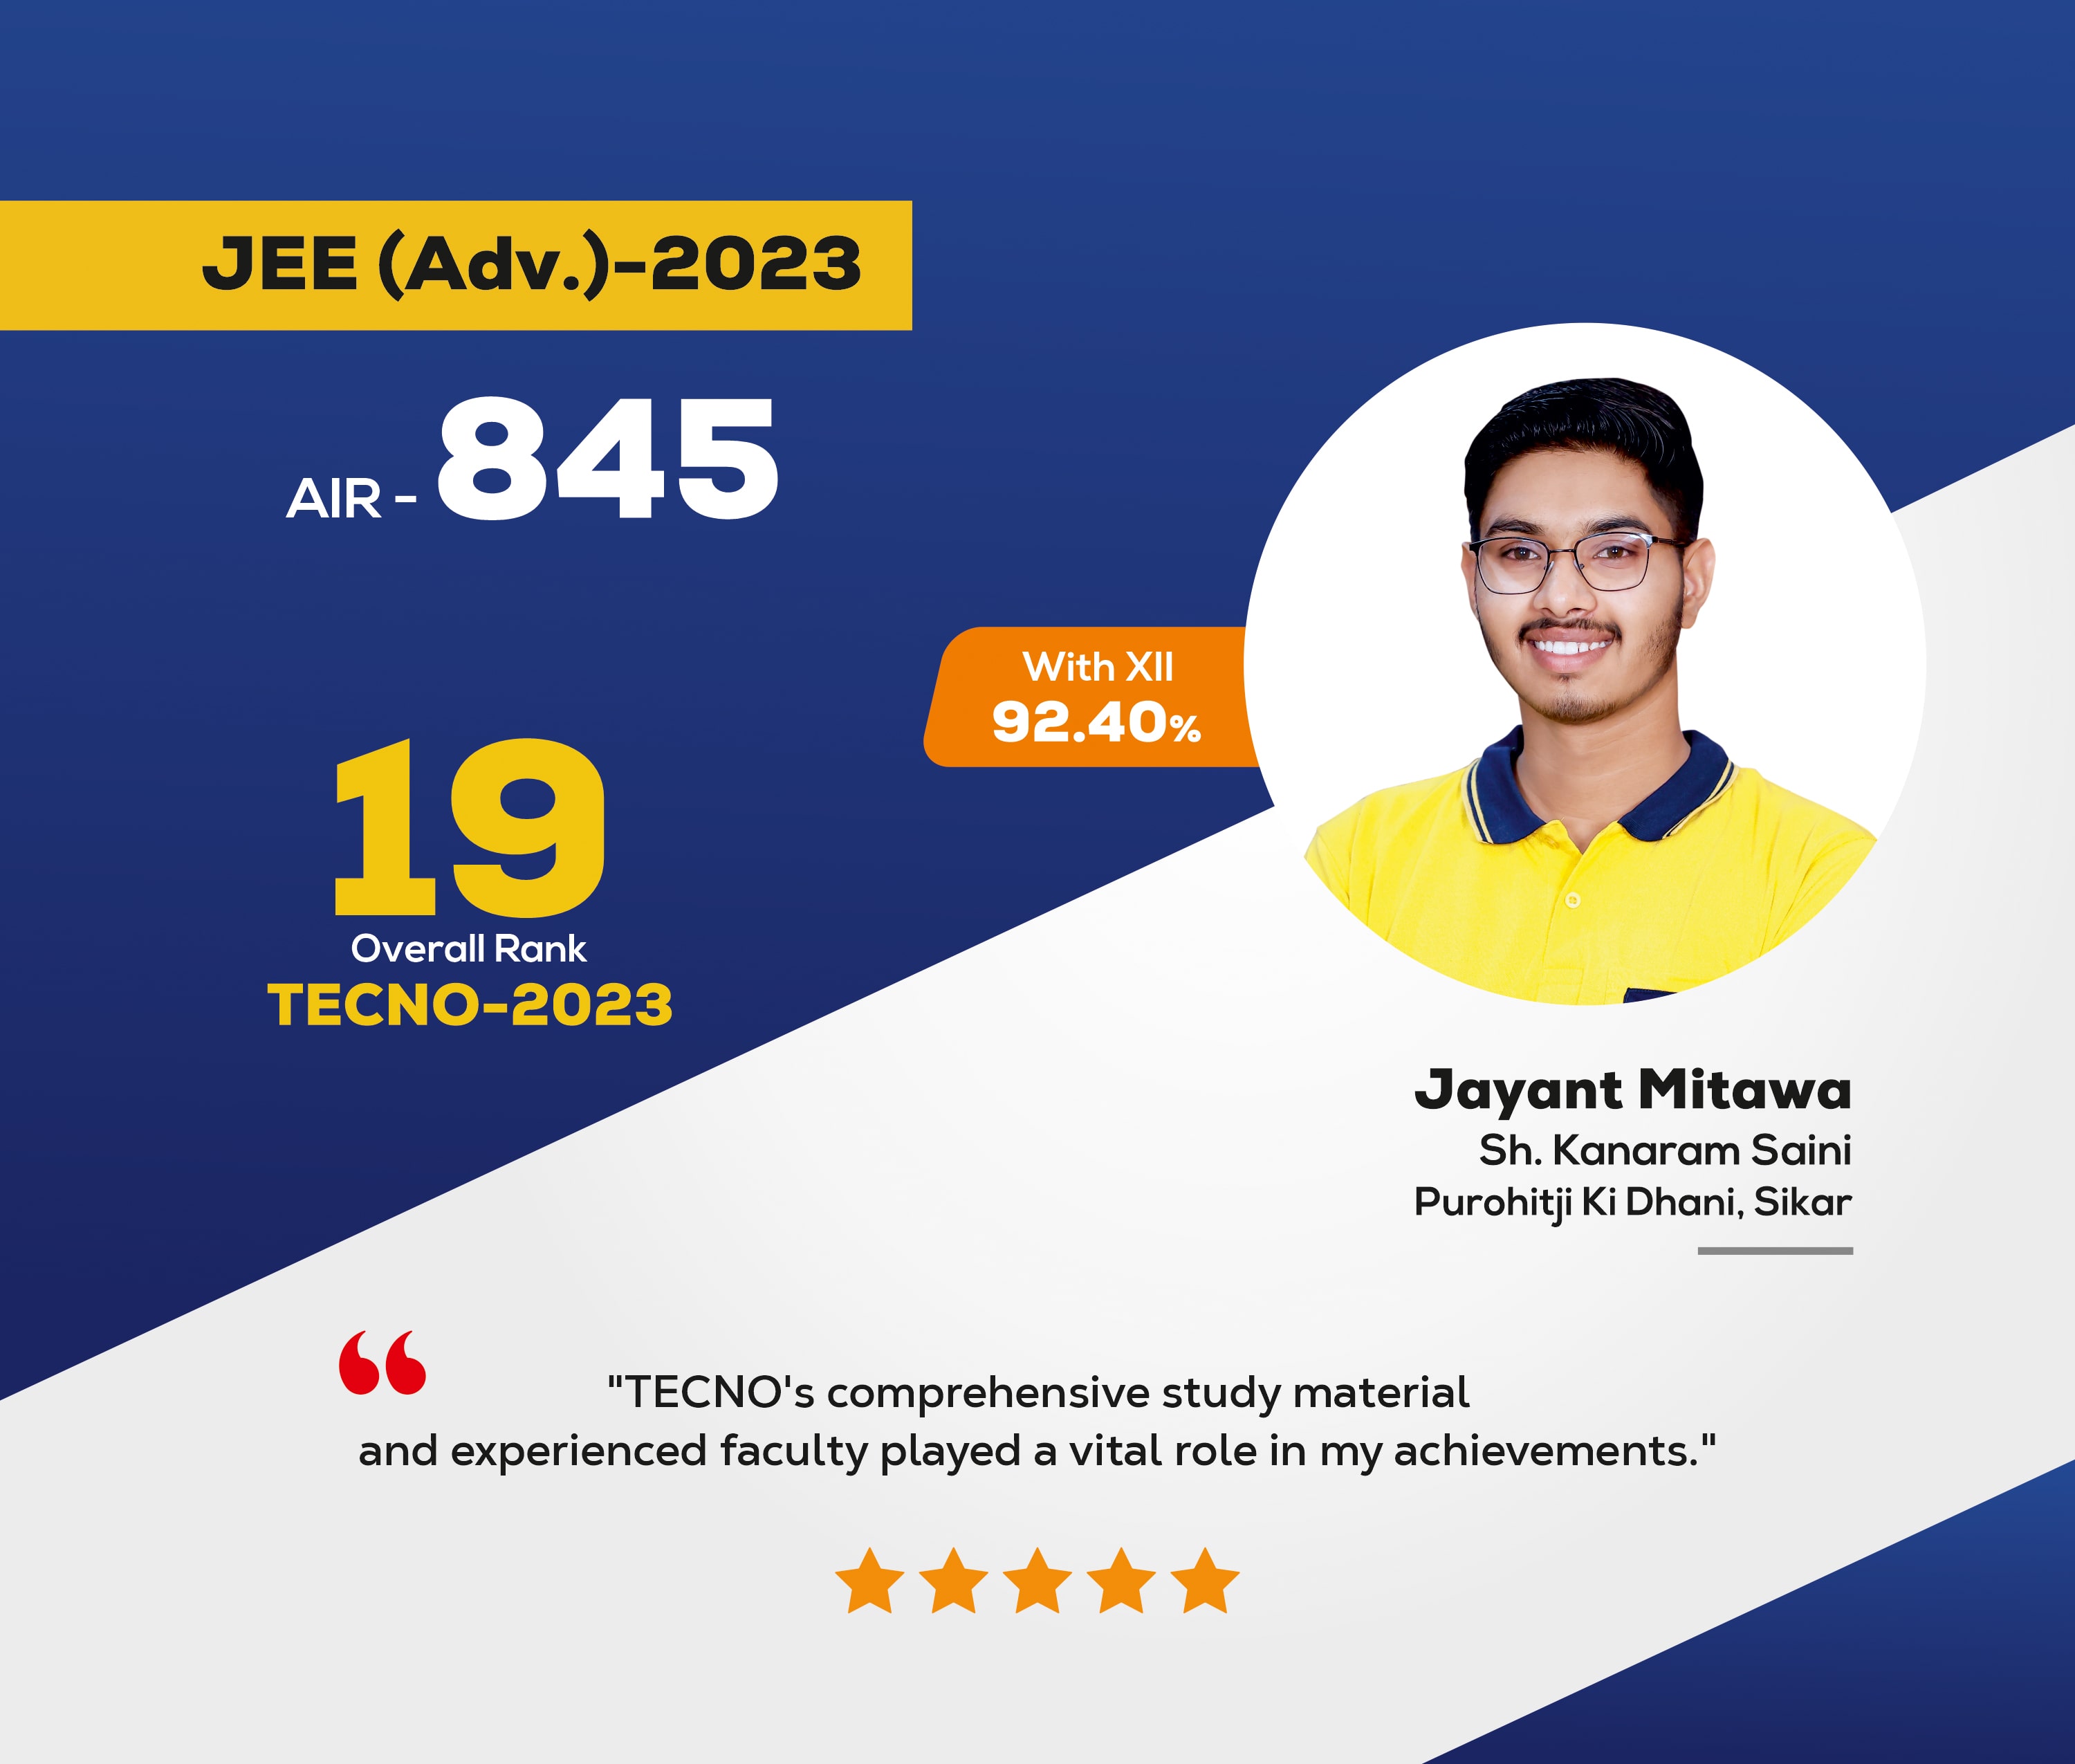 JEE (Adv.)-2023
AIR - 845
With XII
92.40%
19
Overall Rank
TECNO-2023
Jayant Mitawa
Sh. Kanaram Saini
Purohitji Ki Dhani, Sikar
"TECNO's comprehensive study material
and experienced faculty played a vital role in my achievements."